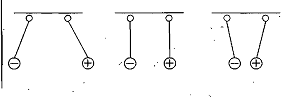 − + − + − +